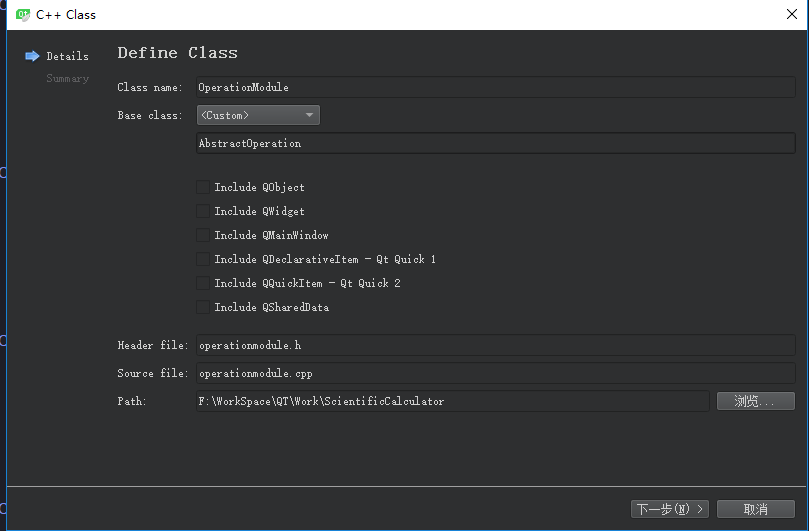 C++ Class
Details
Summary
Define Class
Class name: OperationModule
Base class: <Custom>
AbstractOperation
Include QObject
Include QWidget
Include QMainWindow
Include QDeclarativeItem - Qt Quick 1
Include QQuickItem - Qt Quick 2
Include QSharedData
Header file: operationmodule.h
Source file: operationmodule.cpp
Path: F:\WorkSpace\QT\Work\ScientificCalculator 浏览...
下一步(N) > 取消